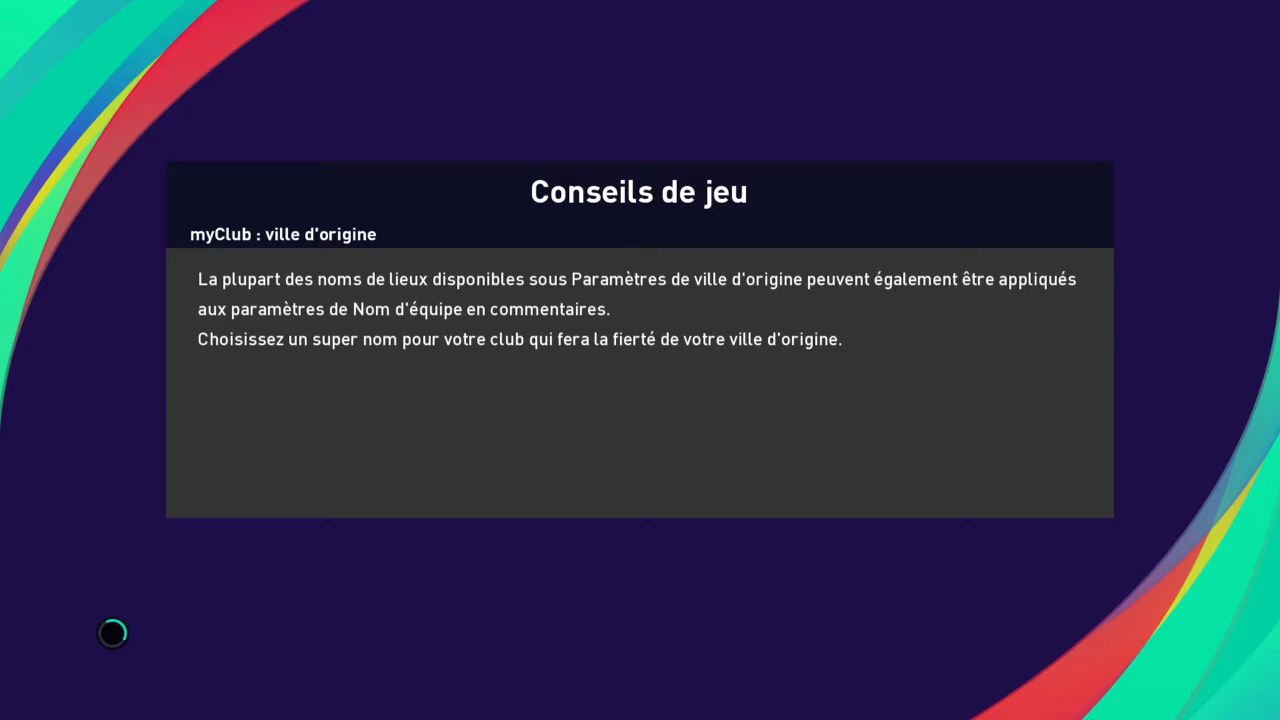 Conseils de jeu
myClub : ville d'origine
La plupart des noms de lieux disponibles sous Paramètres de ville d'origine peuvent également être appliqués
aux paramètres de Nom d'équipe en commentaires.
Choisissez un super nom pour votre club qui fera la fierté de votre ville d'origine.